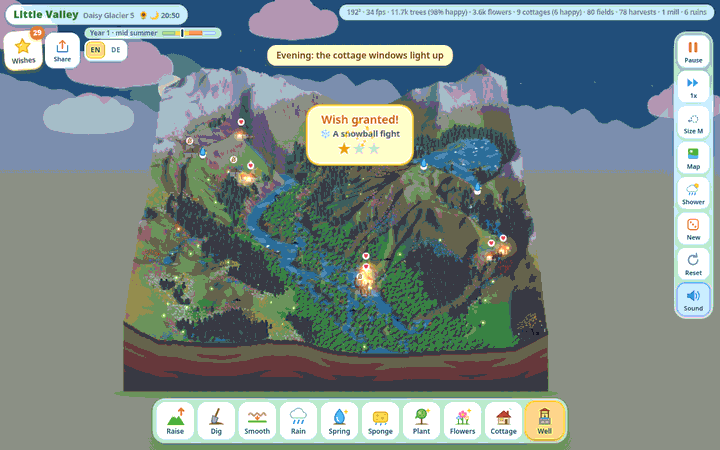 Little Valley Daisy Glacier 5 20:50
192² · 34 fps · 11.7k trees (98% happy) · 3.6k flowers · 9 cottages (6 happy) · 80 fields · 78 harvests · 1 mill · 6 ruins
Year 1 · mid summer
29
Wishes
Share
EN
DE
Evening: the cottage windows light up
Wish granted!
A snowball fight
Pause
1x
Size M
Map
Shower
New
Reset
Sound
Raise
Dig
Smooth
Rain
Spring
Sponge
Plant
Flowers
Cottage
Well